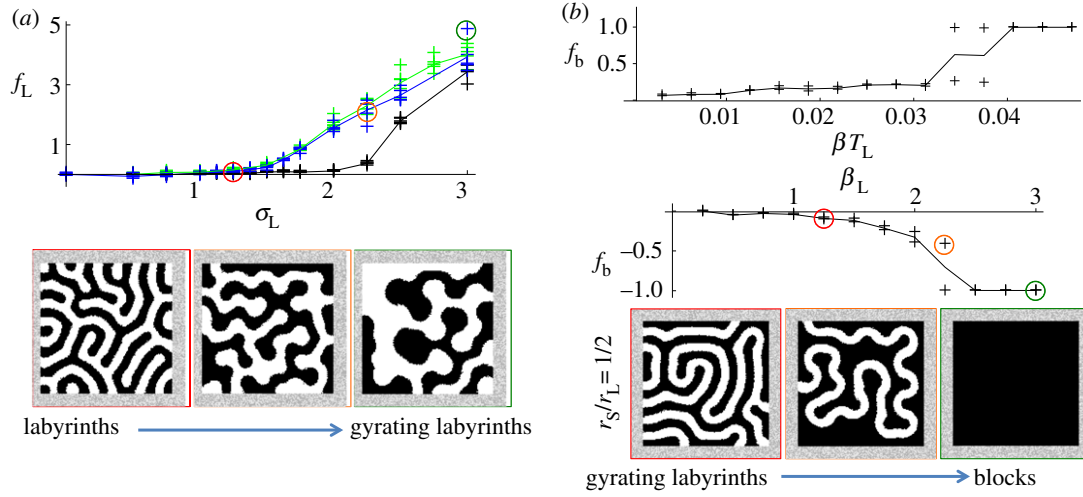 (a)
5
3
1
f_L
1
2
3
σ_L
labyrinths
gyrating labyrinths
(b)
f_b
1.0
0.5
0.01
0.02
0.03
0.04
βT_L
β_L
1
2
3
f_b
−0.5
−1.0
r_S/r_L = 1/2
gyrating labyrinths
blocks